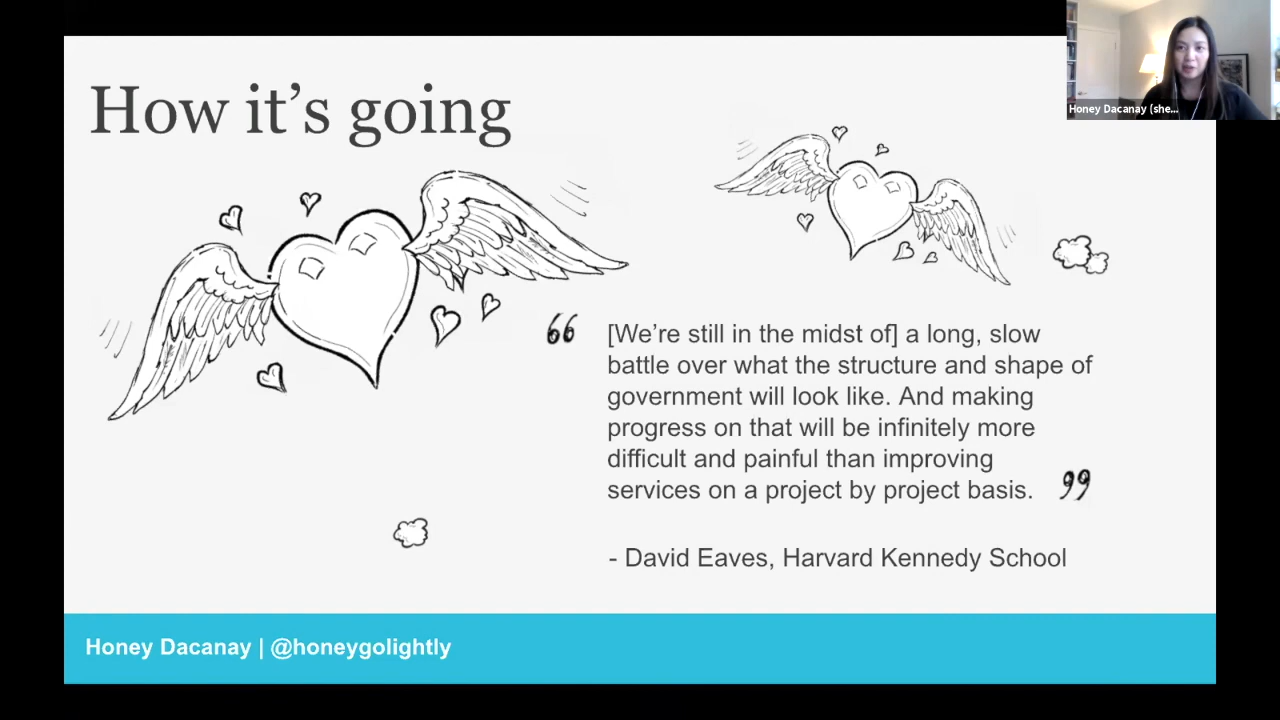 How it’s going
Honey Dacanay (she...
66
[We’re still in the midst of] a long, slow
battle over what the structure and shape of
government will look like. And making
progress on that will be infinitely more
difficult and painful than improving
services on a project by project basis.
99
- David Eaves, Harvard Kennedy School
Honey Dacanay | @honeygolightly